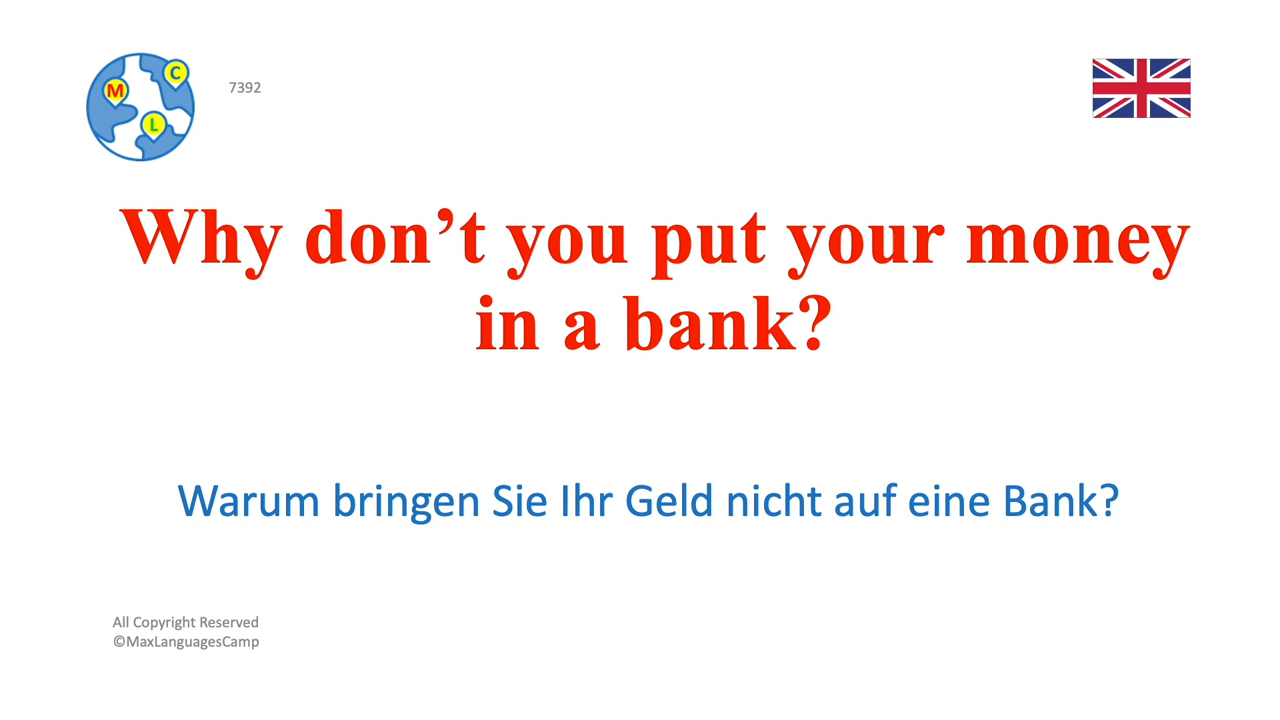 M
C
L
7392
Why don’t you put your money
in a bank?
Warum bringen Sie Ihr Geld nicht auf eine Bank?
All Copyright Reserved
©MaxLanguagesCamp